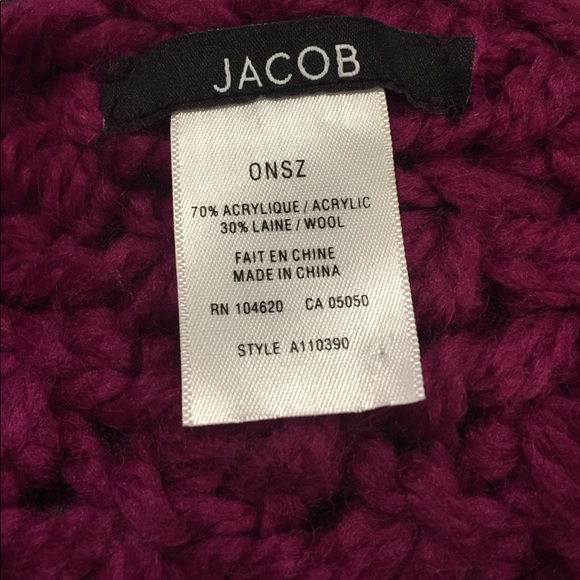 JACOB
ONSZ
70% ACRYLIQUE / ACRYLIC
30% LAINE / WOOL
FAIT EN CHINE
MADE IN CHINA
RN 104620 CA 05050
STYLE A110390